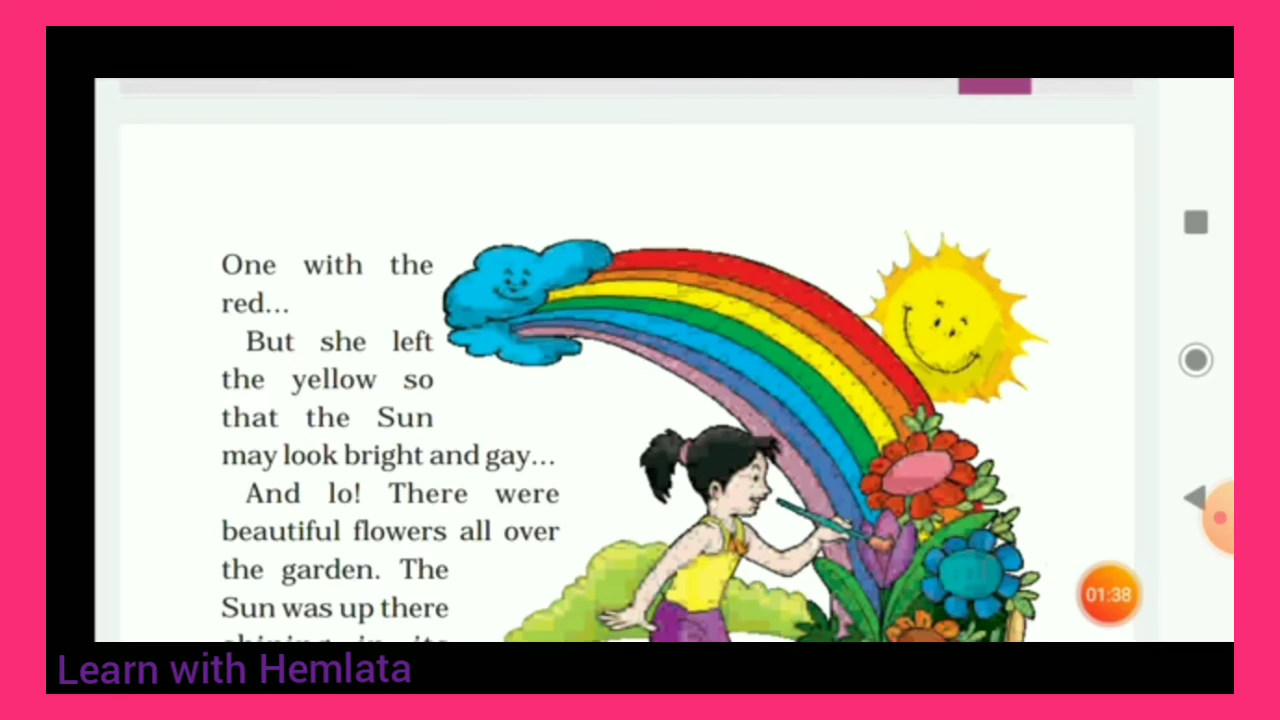 One with the
red...
But she left
the yellow so
that the Sun
may look bright and gay...
And lo! There were
beautiful flowers all over
the garden. The
Sun was up there
01:38
Learn with Hemlata